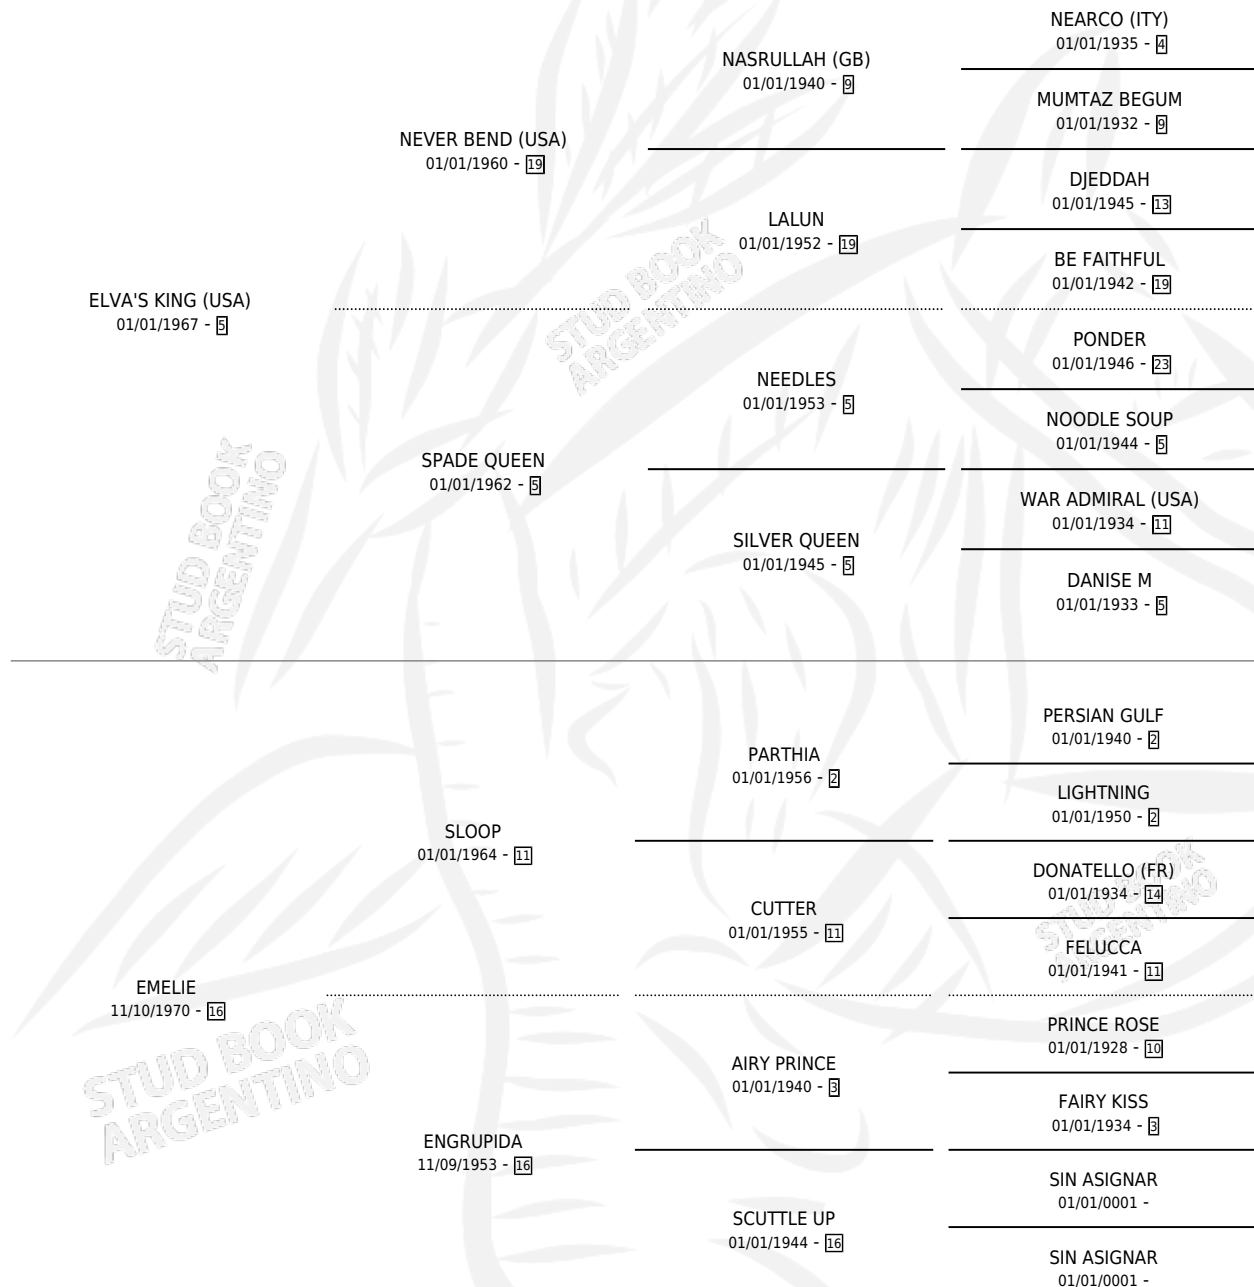 NEARCO (ITY)
01/01/1935 - 4
NASRULLAH (GB)
01/01/1940 - 9
MUMTAZ BEGUM
01/01/1932 - 9
NEVER BEND (USA)
01/01/1960 - 19
DJEDDAH
01/01/1945 - 13
LALUN
01/01/1952 - 19
BE FAITHFUL
01/01/1942 - 19
ELVA'S KING (USA)
01/01/1967 - 5
PONDER
01/01/1946 - 23
NEEDLES
01/01/1953 - 5
NOODLE SOUP
01/01/1944 - 5
SPADE QUEEN
01/01/1962 - 5
WAR ADMIRAL (USA)
01/01/1934 - 11
SILVER QUEEN
01/01/1945 - 5
DANISE M
01/01/1933 - 5
PERSIAN GULF
01/01/1940 - 2
PARTHIA
01/01/1956 - 2
LIGHTNING
01/01/1950 - 2
SLOOP
01/01/1964 - 11
DONATELLO (FR)
01/01/1934 - 14
CUTTER
01/01/1955 - 11
FELUCCA
01/01/1941 - 11
EMELIE
11/10/1970 - 16
PRINCE ROSE
01/01/1928 - 10
AIRY PRINCE
01/01/1940 - 3
FAIRY KISS
01/01/1934 - 3
ENGRUPIDA
11/09/1953 - 16
SIN ASIGNAR
01/01/0001 -
SCUTTLE UP
01/01/1944 - 16
SIN ASIGNAR
01/01/0001 -
STUD BOOK
ARGENTINO
STUD BOOK
ARGENTINO
STUD BOOK
ARGENTINO
STUD BOOK
ARGENTINO